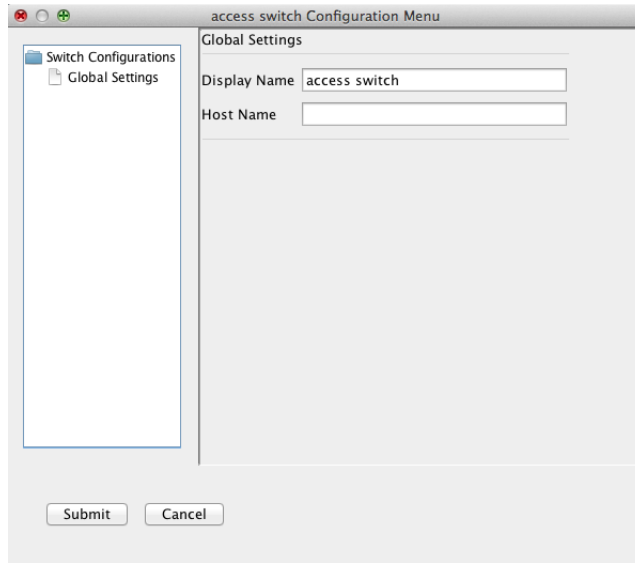 access switch Configuration Menu
Switch Configurations
Global Settings
Global Settings
Display Name access switch
Host Name
Submit Cancel